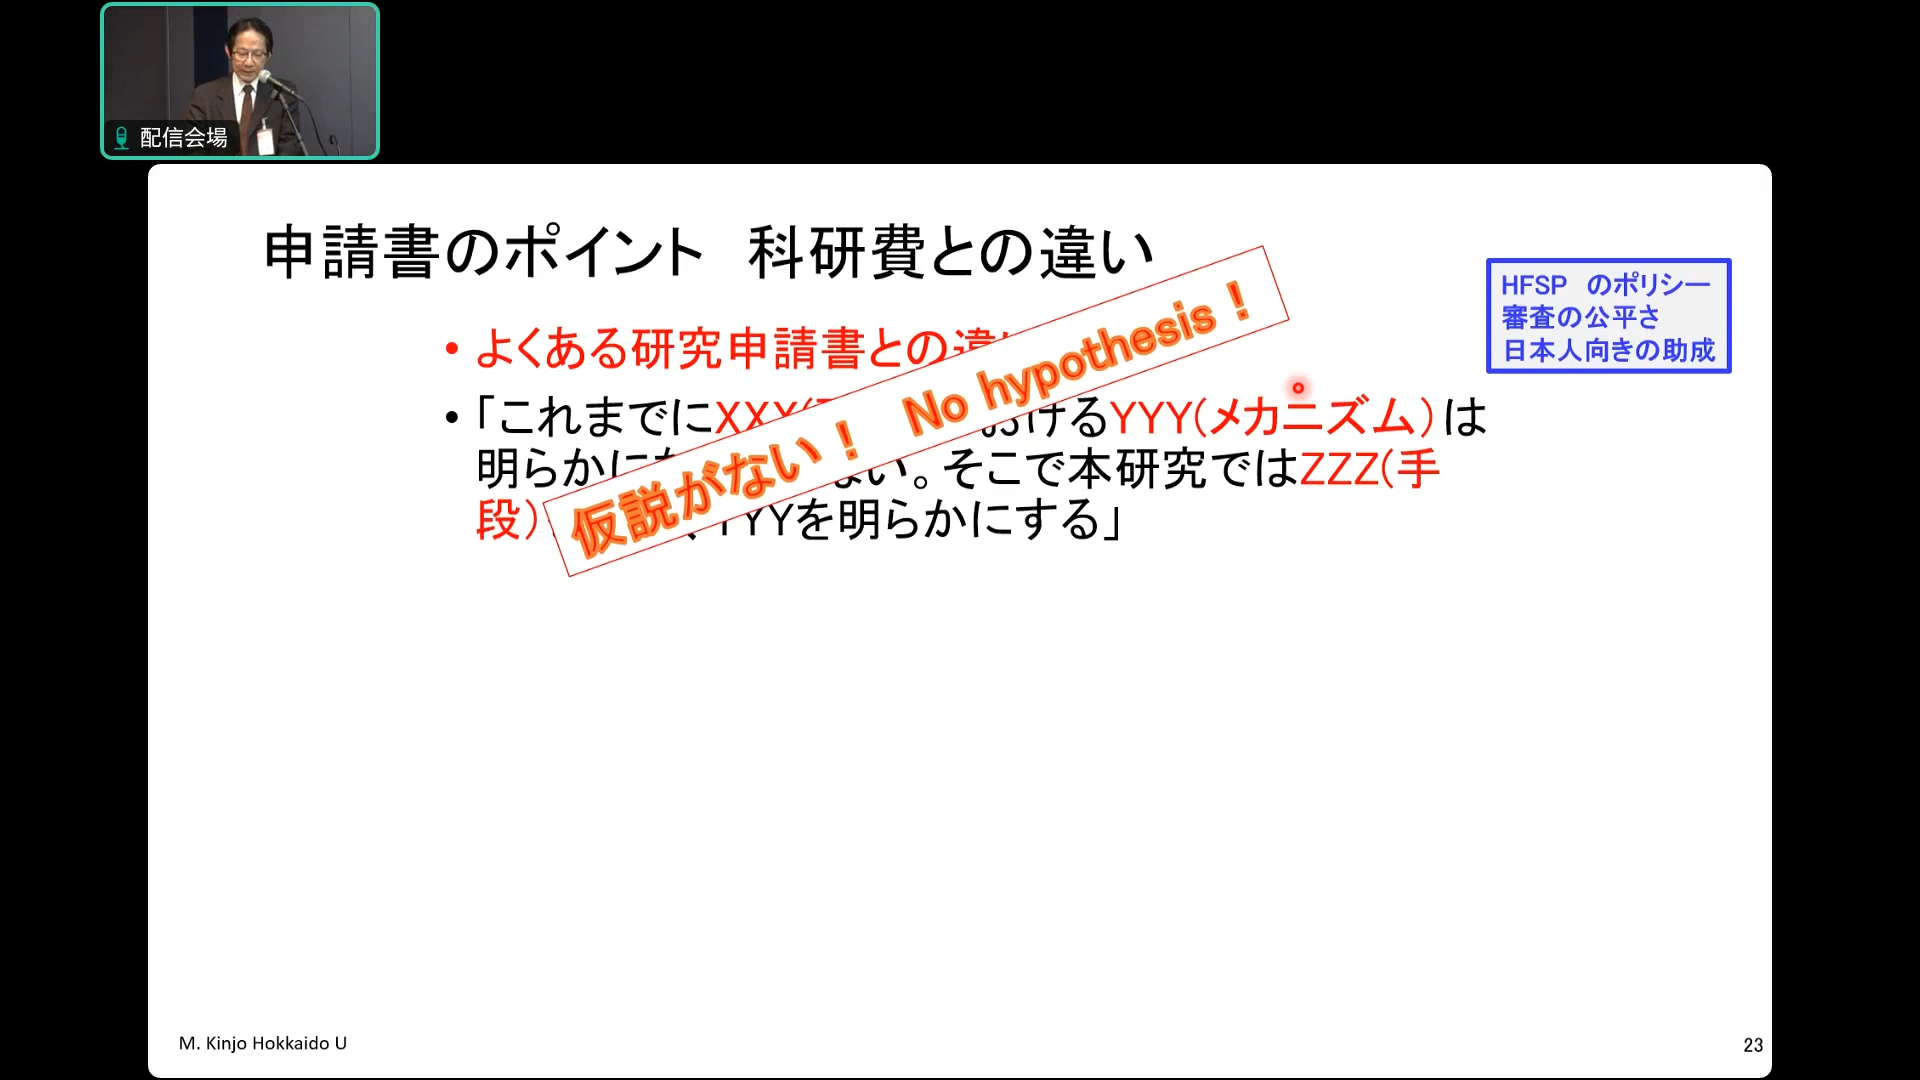 配信会場
申請書のポイント 科研費との違い
HFSP のポリシー
審査の公平さ
日本人向きの助成
• よくある研究申請書との違
仮説がない! No hypothesis!
• 「これまでにXXX( おけるYYY(メカニズム)は
明らかに ない。そこで本研究ではZZZ(手
段) YYYを明らかにする」
M. Kinjo Hokkaido U
23